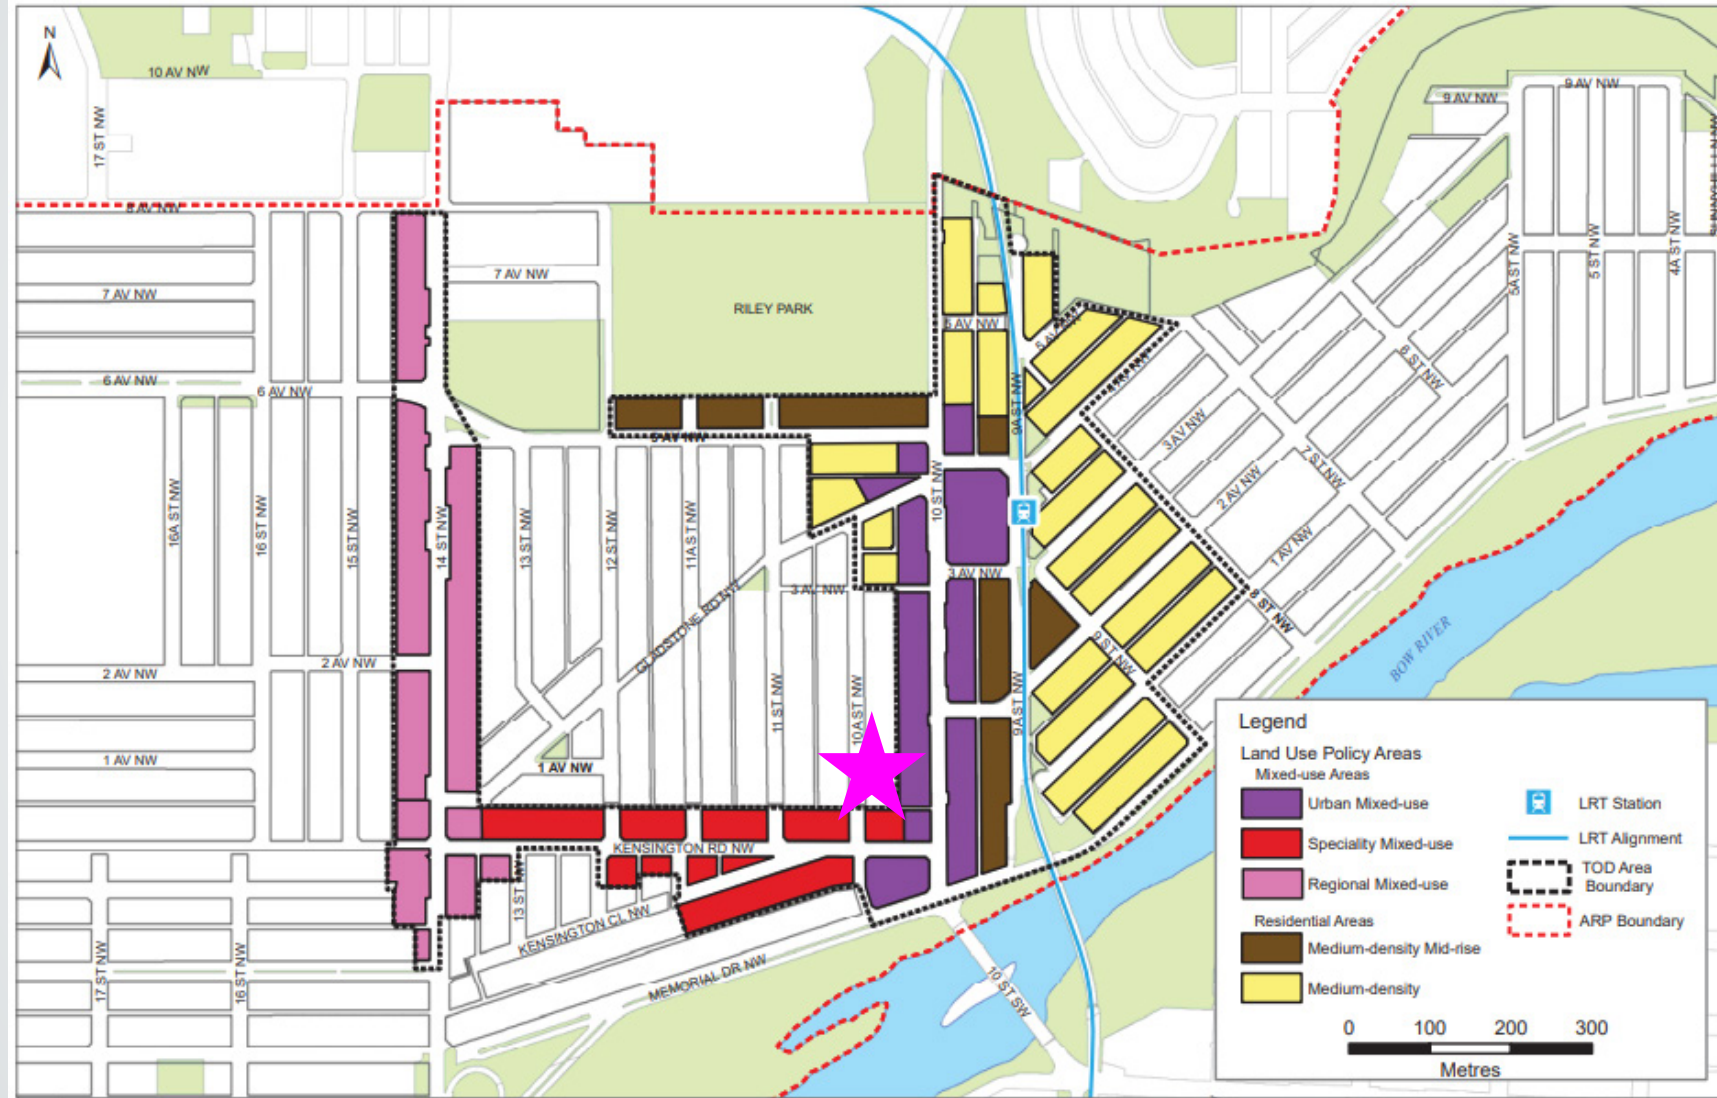 N
10 AV NW
17 ST NW
9 AV NW
9 AV NW
8 AV NW
7 AV NW
7 AV NW
RILEY PARK
5A ST NW
5 ST NW
4A ST NW
6 AV NW
6 AV NW
5 AV NW
9A ST NW
6 ST NW
3 AV NW
7 ST NW
2 AV NW
1 AV NW
8 ST NW
16A ST NW
16 ST NW
15 ST NW
14 ST NW
13 ST NW
12 ST NW
11A ST NW
10 ST NW
3 AV NW
3 AV NW
GLADSTONE RD NW
9 ST NW
BOW RIVER
2 AV NW
2 AV NW
11 ST NW
10A ST NW
9A ST NW
1 AV NW
1 AV NW
KENSINGTON RD NW
13 ST NW
KENSINGTON CL NW
MEMORIAL DR NW
17 ST NW
16 ST NW
10 ST SW
Legend
Land Use Policy Areas
Mixed-use Areas
Urban Mixed-use
Speciality Mixed-use
Regional Mixed-use
Residential Areas
Medium-density Mid-rise
Medium-density
LRT Station
LRT Alignment
TOD Area
Boundary
ARP Boundary
0 100 200 300
Metres